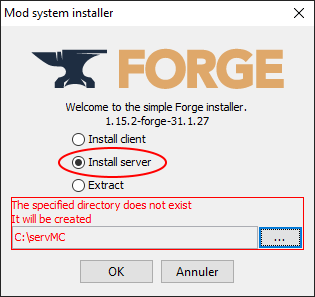 Mod system installer
FORGE
Welcome to the simple Forge installer.
1.15.2-forge-31.1.27
Install client
Install server
Extract
The specified directory does not exist
It will be created
C:\servMC
...
OK
Annuler